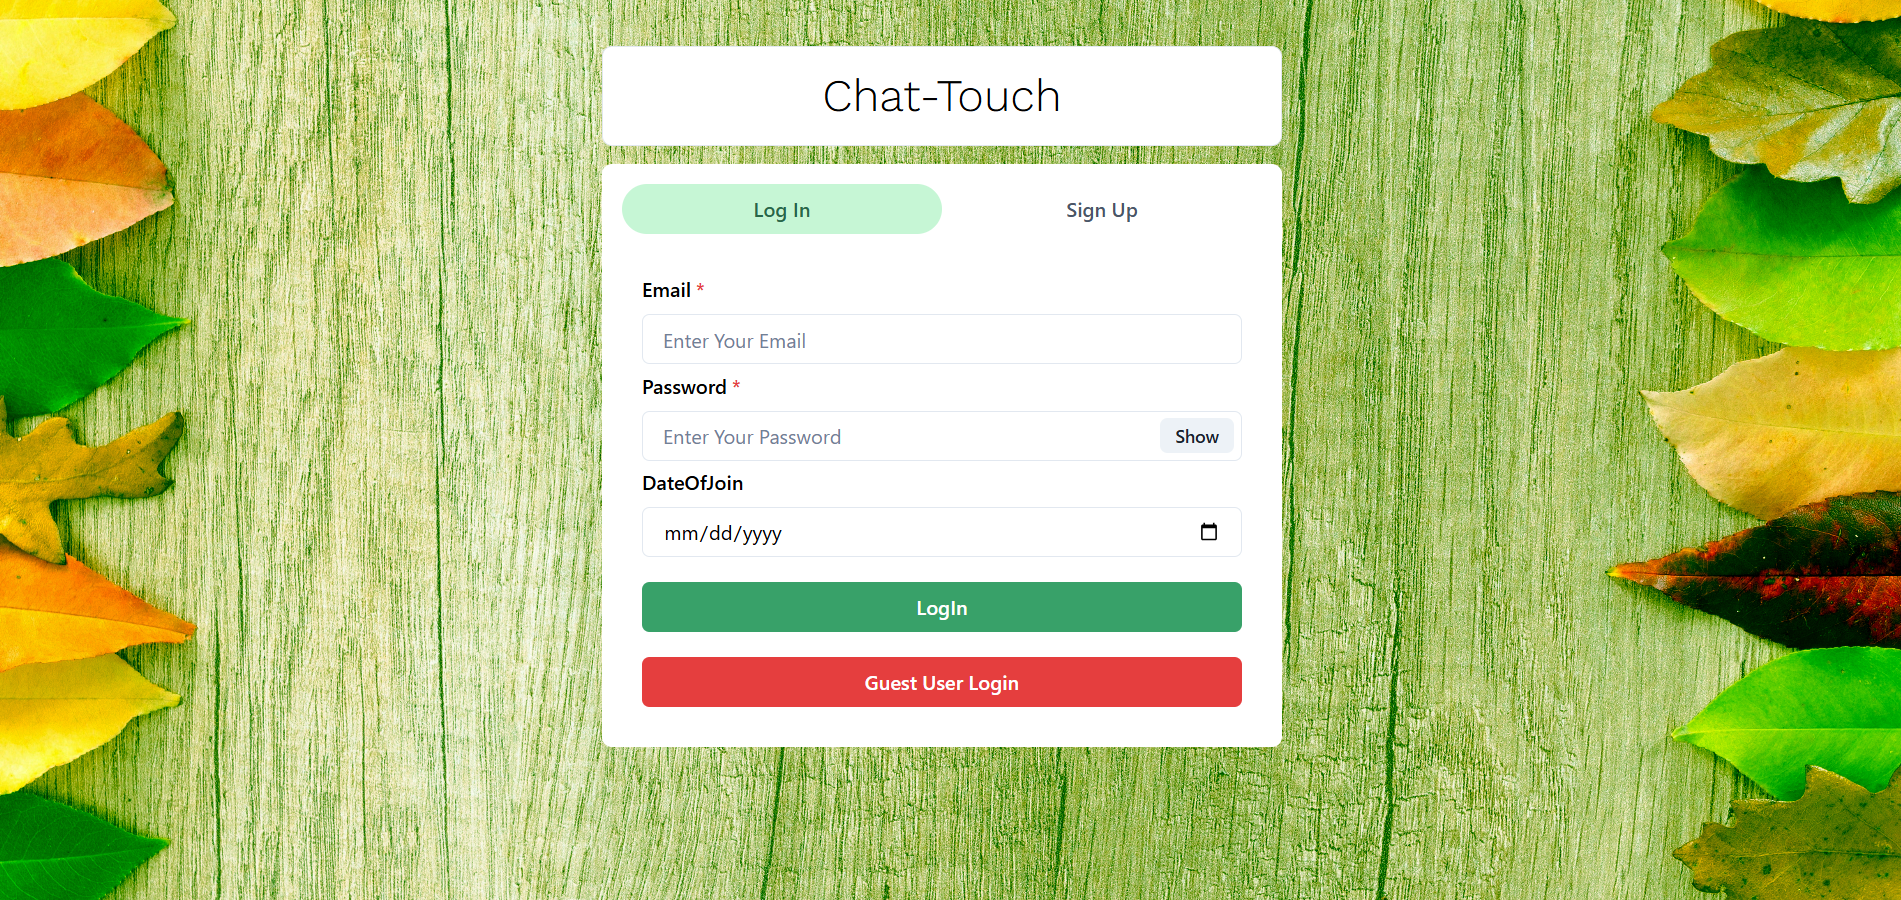 Chat-Touch
Log In
Sign Up
Email *
Enter Your Email
Password *
Enter Your Password
Show
DateOfJoin
mm/dd/yyyy
LogIn
Guest User Login